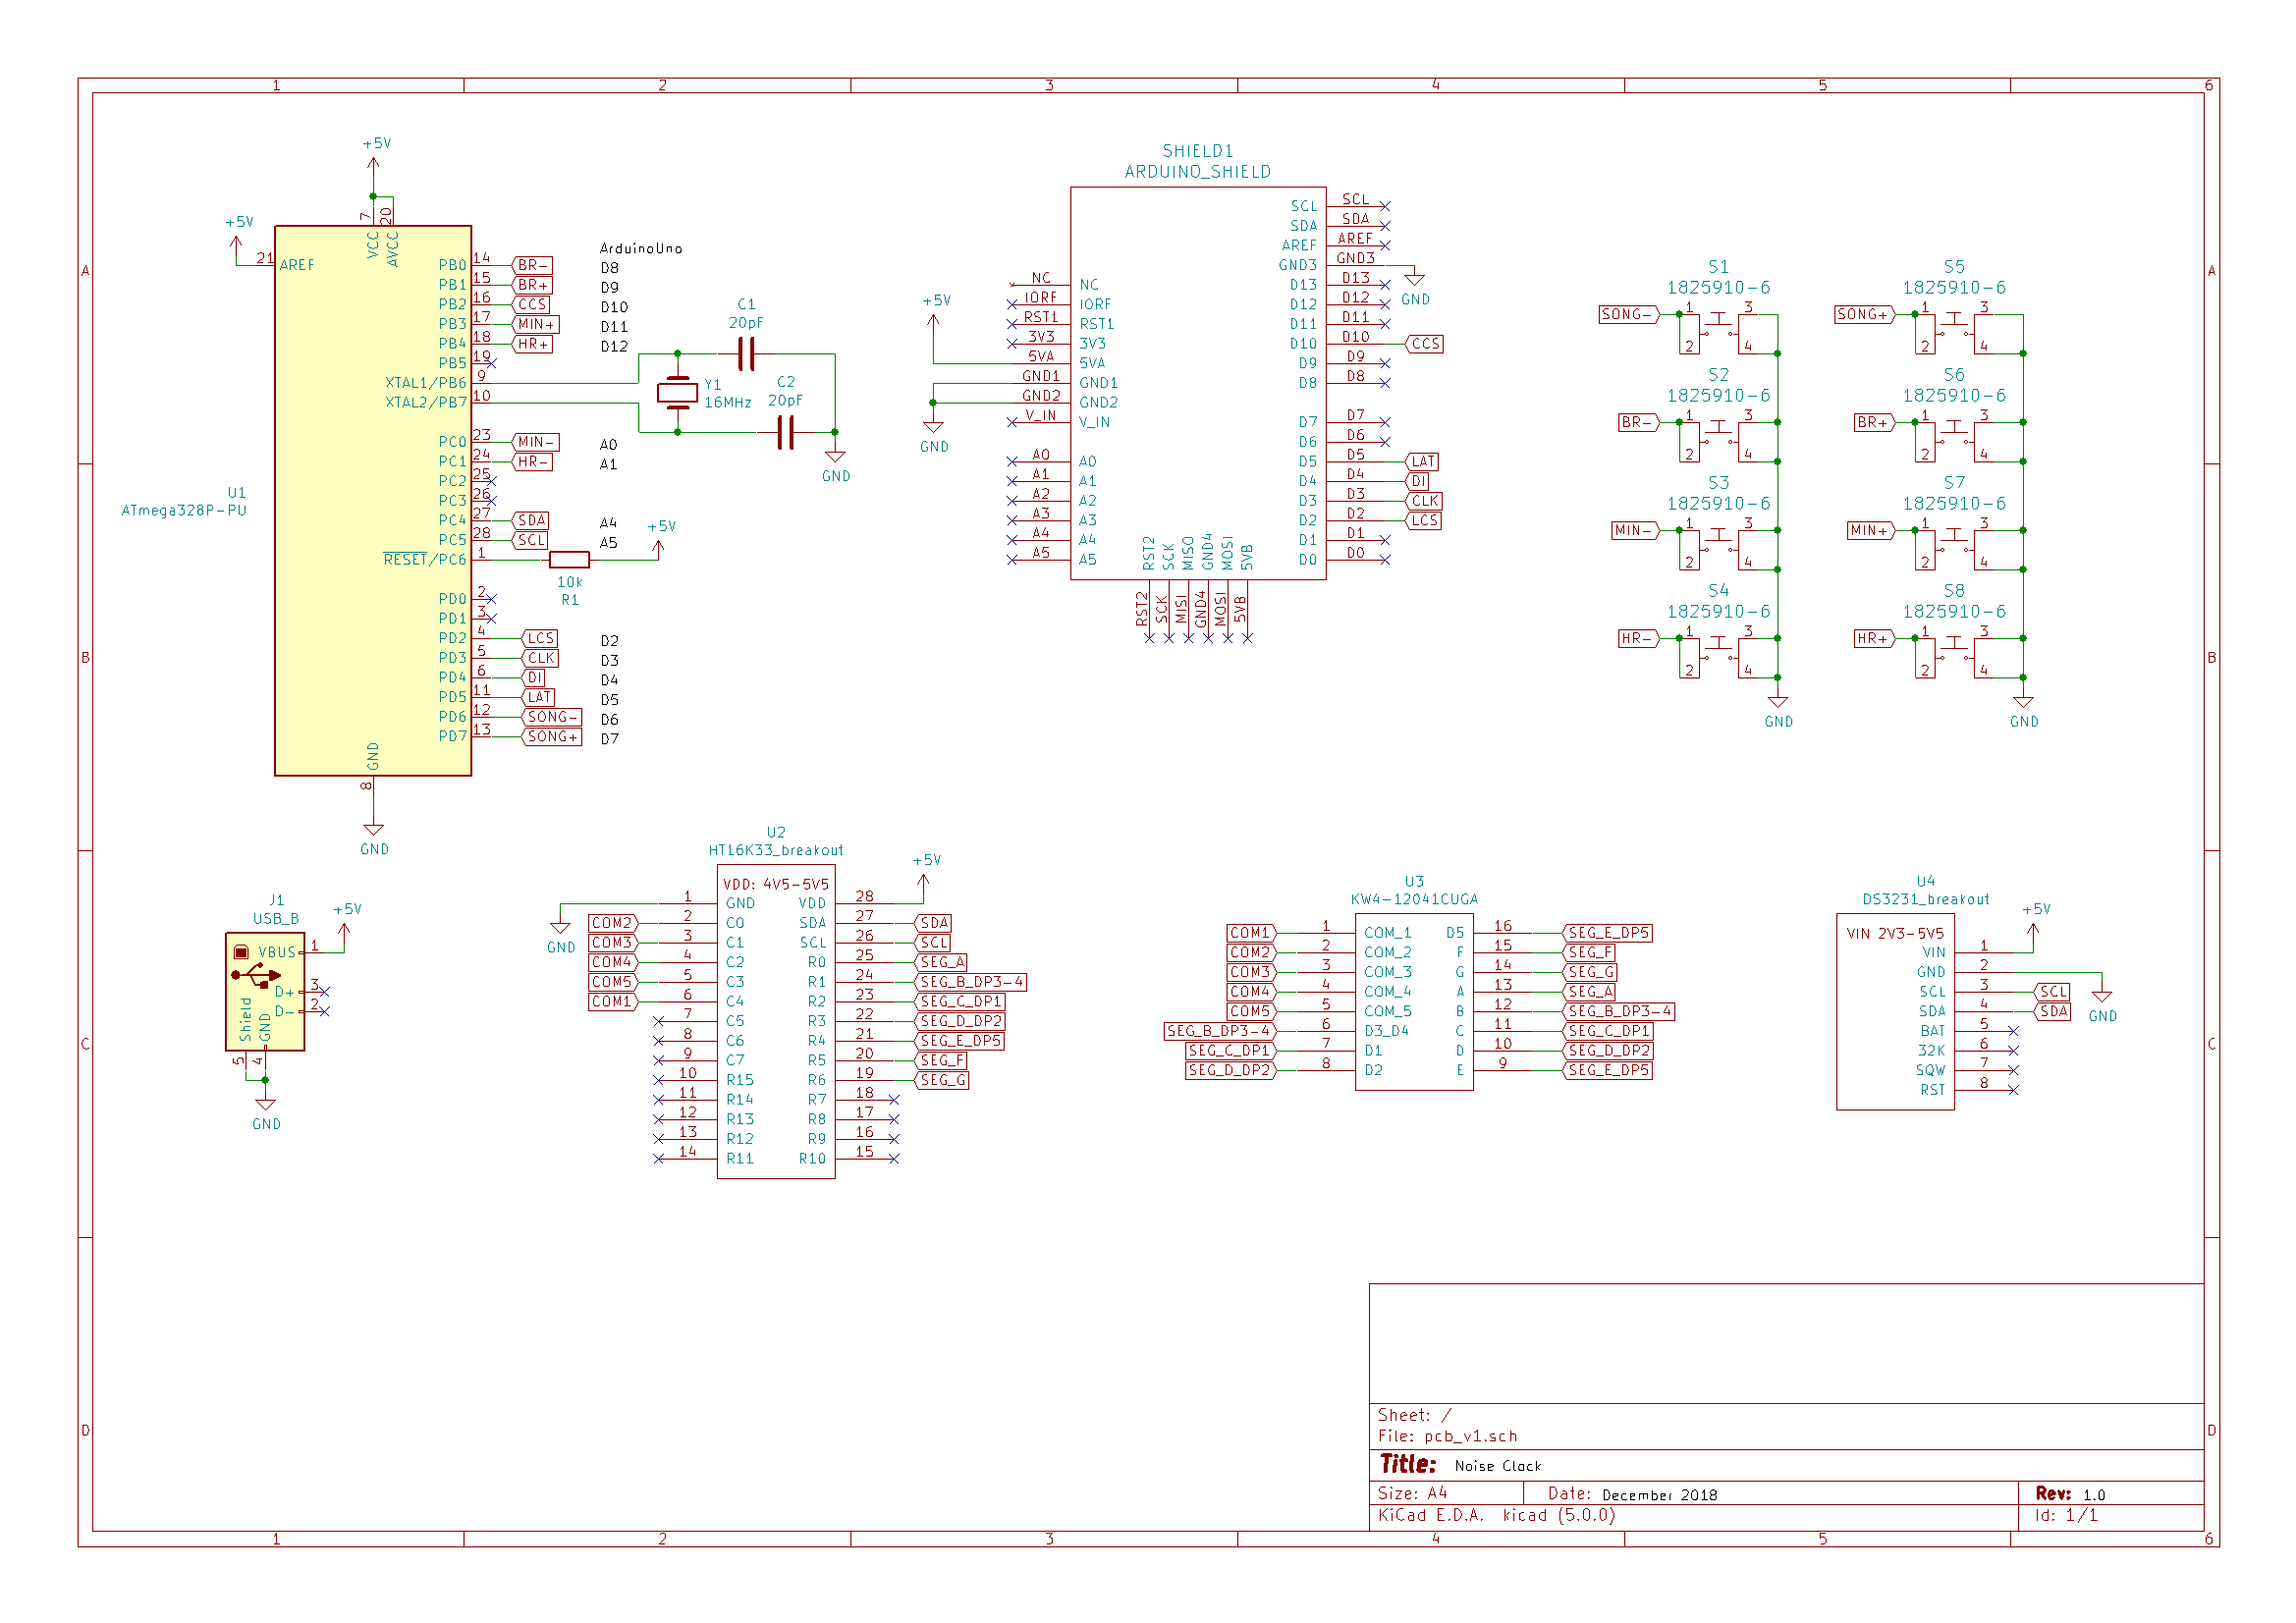 1 2 3 4 5 6
A
B
C
D
+5V
+5V
7 VCC
20 AVCC
21 AREF
U1
ATmega328P-PU
ArduinoUno
PB0 14 BR- D8
PB1 15 BR+ D9
PB2 16 CCS D10
PB3 17 MIN+ D11
PB4 18 HR+ D12
PB5 19
XTAL1/PB6 9
XTAL2/PB7 10
PC0 23 MIN- A0
PC1 24 HR- A1
PC2 25
PC3 26
PC4 27 SDA A4
PC5 28 SCL A5
RESET/PC6 1
PD0 2
PD1 3
PD2 4 LCS D2
PD3 5 CLK D3
PD4 6 DI D4
PD5 11 LAT D5
PD6 12 SONG- D6
PD7 13 SONG+ D7
GND 8
GND
C1
20pF
Y1
16MHz
C2
20pF
GND
+5V
10k
R1
SHIELD1
ARDUINO_SHIELD
+5V
NC NC
IORF IORF
RST1 RST1
3V3 3V3
5VA 5VA
GND1 GND1
GND2 GND2
V_IN V_IN
GND
A0 A0
A1 A1
A2 A2
A3 A3
A4 A4
A5 A5
SCL SCL
SDA SDA
AREF AREF
GND3 GND3
GND
D13 D13
D12 D12
D11 D11
D10 D10 CCS
D9 D9
D8 D8
D7 D7
D6 D6
D5 D5 LAT
D4 D4 DI
D3 D3 CLK
D2 D2 LCS
D1 D1
D0 D0
RST2 SCK MISO GND4 MOSI 5VB
RST2 SCK MISI GND4 MOSI 5VB
S1
1825910-6
SONG- 1 3
2 4
S2
1825910-6
BR- 1 3
2 4
S3
1825910-6
MIN- 1 3
2 4
S4
1825910-6
HR- 1 3
2 4
GND
S5
1825910-6
SONG+ 1 3
2 4
S6
1825910-6
BR+ 1 3
2 4
S7
1825910-6
MIN+ 1 3
2 4
S8
1825910-6
HR+ 1 3
2 4
GND
J1
USB_B
+5V
VBUS 1
D+ 3
D- 2
Shield GND
5 4
GND
U2
HT16K33_breakout
+5V
VDD: 4V5-5V5
GND
1 GND VDD 28
COM2 2 C0 SDA 27 SDA
COM3 3 C1 SCL 26 SCL
COM4 4 C2 R0 25 SEG_A
COM5 5 C3 R1 24 SEG_B_DP3-4
COM1 6 C4 R2 23 SEG_C_DP1
7 C5 R3 22 SEG_D_DP2
8 C6 R4 21 SEG_E_DP5
9 C7 R5 20 SEG_F
10 R15 R6 19 SEG_G
11 R14 R7 18
12 R13 R8 17
13 R12 R9 16
14 R11 R10 15
U3
KW4-12041CUGA
COM1 1 COM_1 D5 16 SEG_E_DP5
COM2 2 COM_2 F 15 SEG_F
COM3 3 COM_3 G 14 SEG_G
COM4 4 COM_4 A 13 SEG_A
COM5 5 COM_5 B 12 SEG_B_DP3-4
SEG_B_DP3-4 6 D3_D4 C 11 SEG_C_DP1
SEG_C_DP1 7 D1 D 10 SEG_D_DP2
SEG_D_DP2 8 D2 E 9 SEG_E_DP5
U4
DS3231_breakout
+5V
VIN 2V3-5V5
VIN 1
GND 2
SCL 3 SCL
SDA 4 SDA
GND
BAT 5
32K 6
SQW 7
RST 8
Sheet: /
File: pcb_v1.sch
Title: Noise Clack
Size: A4 Date: December 2018 Rev: 1.0
KiCad E.D.A. kicad (5.0.0) Id: 1/1
A
B
C
D
1 2 3 4 5 6